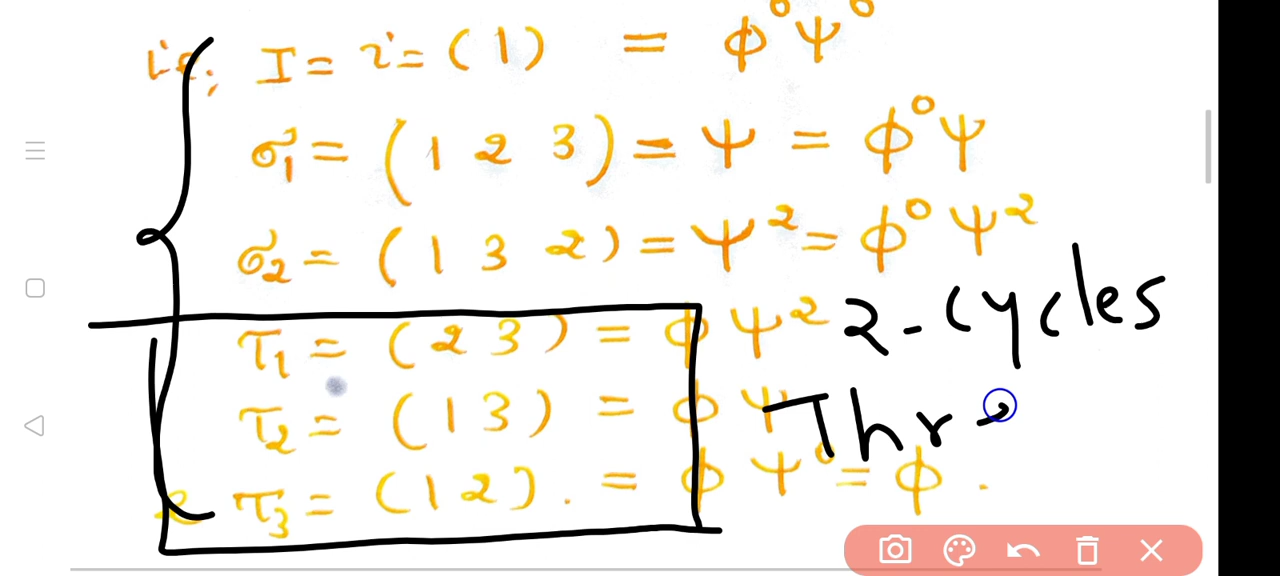 i.e; I = i = (1) = φ⁰ψ⁰
σ₁ = (1 2 3) = ψ = φ⁰ψ
σ₂ = (1 3 2) = ψ² = φ⁰ψ²
τ₁ = (2 3) = φψ² 2-cycles
τ₂ = (1 3) = φψ Thre
& τ₃ = (1 2). = φψ⁰ = φ.